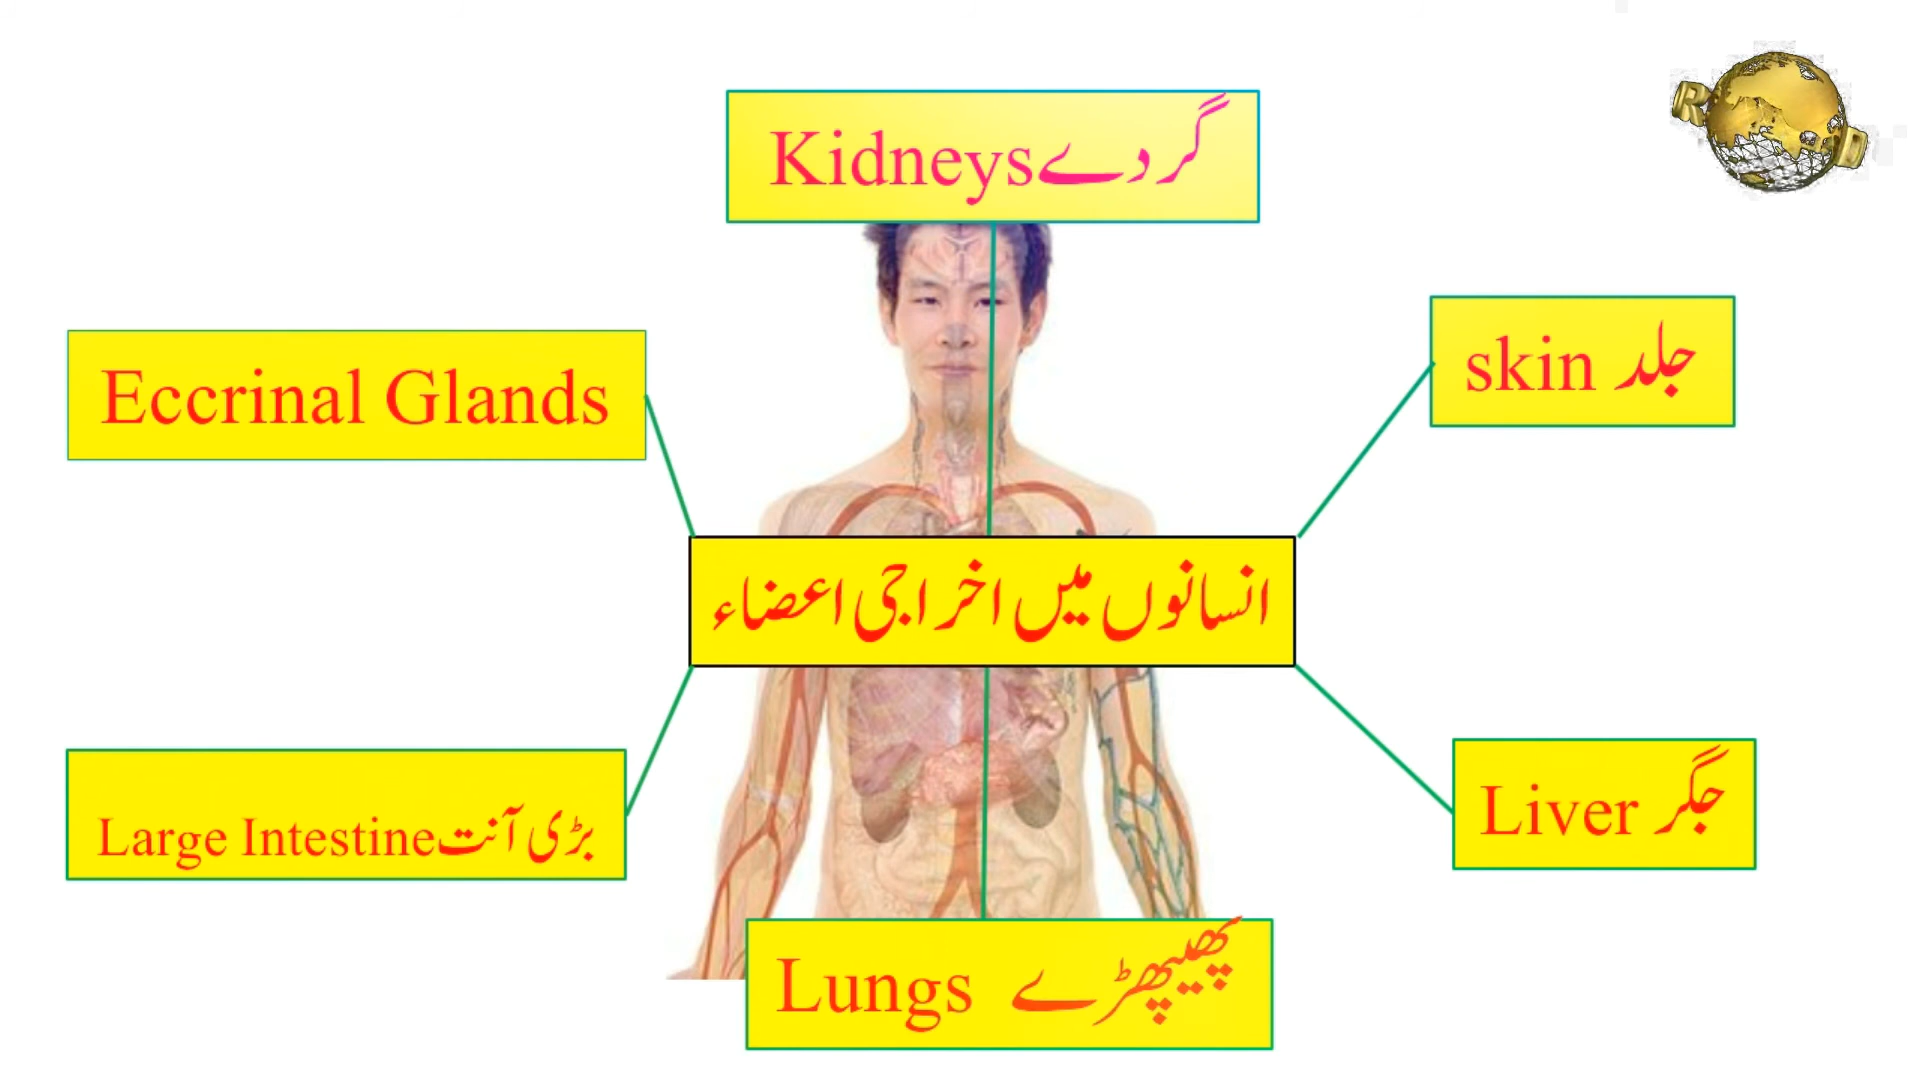 گردے Kidneys
جلد skin
Eccrinal Glands
انسانوں میں اخراجی اعضاء
جگر Liver
بڑی آنت Large Intestine
پھیپھڑے Lungs